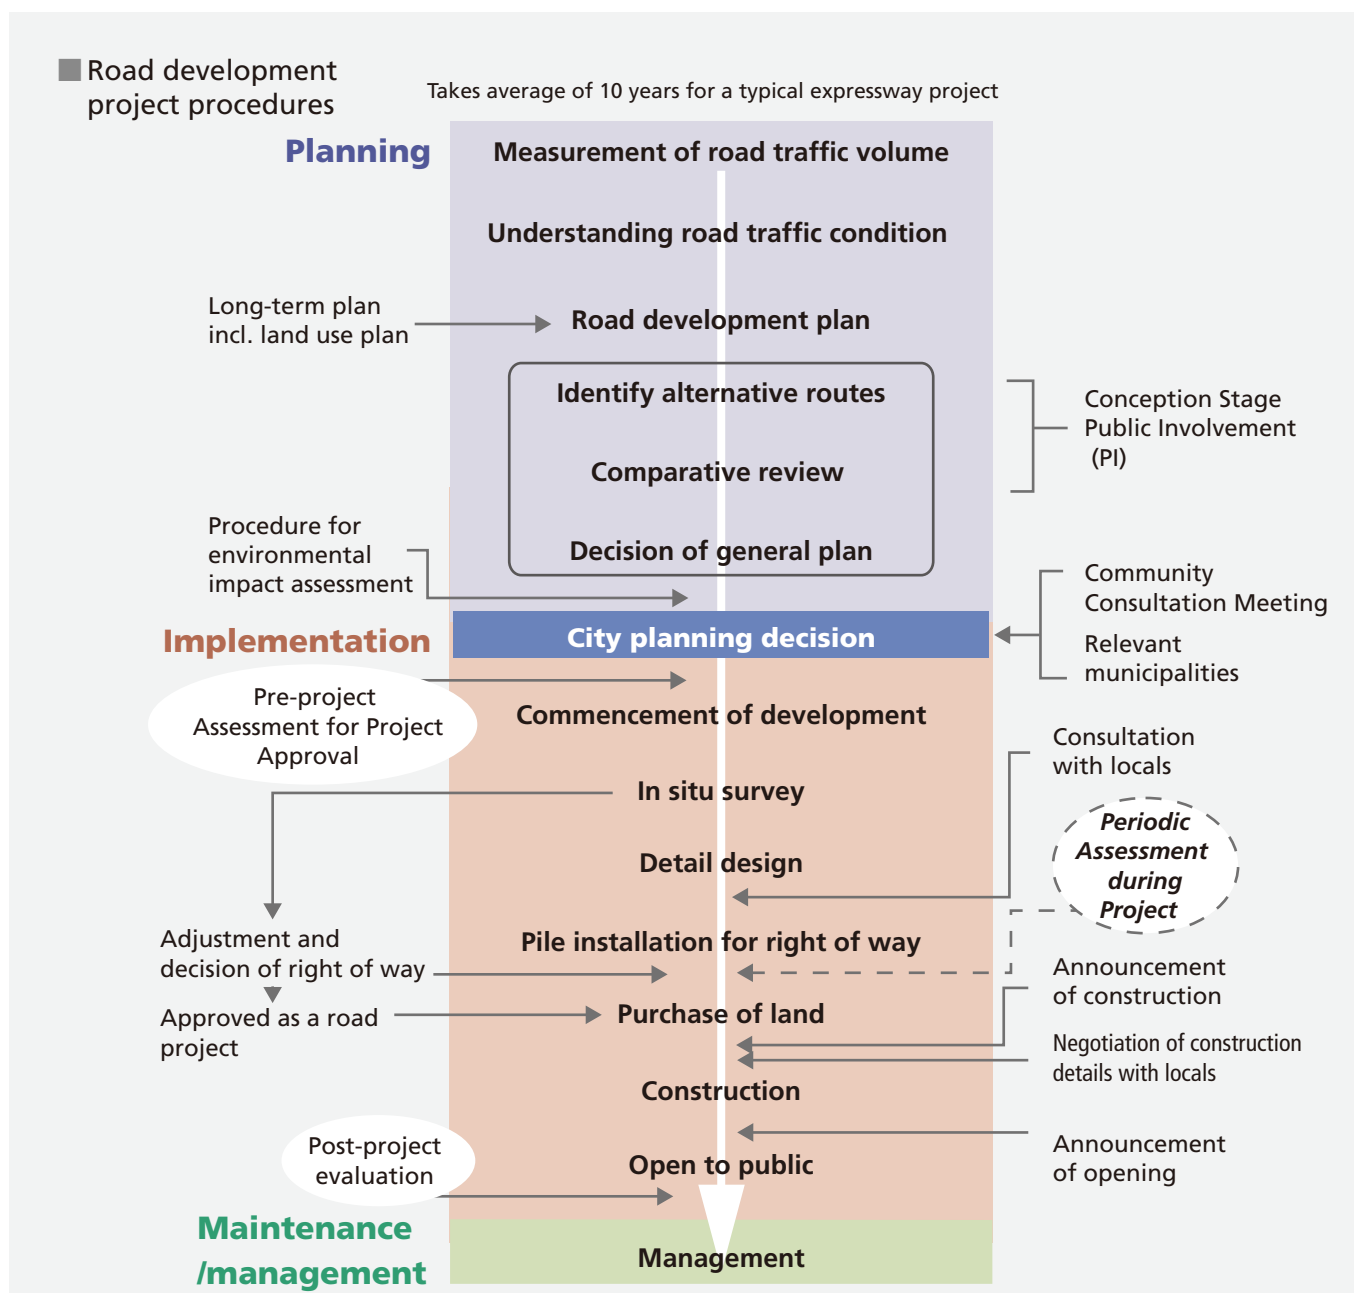 Road development
project procedures
Takes average of 10 years for a typical expressway project
Planning
Measurement of road traffic volume
Understanding road traffic condition
Long-term plan
incl. land use plan
Road development plan
Identify alternative routes
Comparative review
Decision of general plan
Conception Stage
Public Involvement
(PI)
Procedure for
environmental
impact assessment
Community
Consultation Meeting
Relevant
municipalities
Implementation
City planning decision
Pre-project
Assessment for Project
Approval
Commencement of development
In situ survey
Consultation
with locals
Detail design
Periodic
Assessment
during
Project
Adjustment and
decision of right of way
Pile installation for right of way
Announcement
of construction
Approved as a road
project
Purchase of land
Negotiation of construction
details with locals
Construction
Post-project
evaluation
Open to public
Announcement
of opening
Maintenance
/management
Management